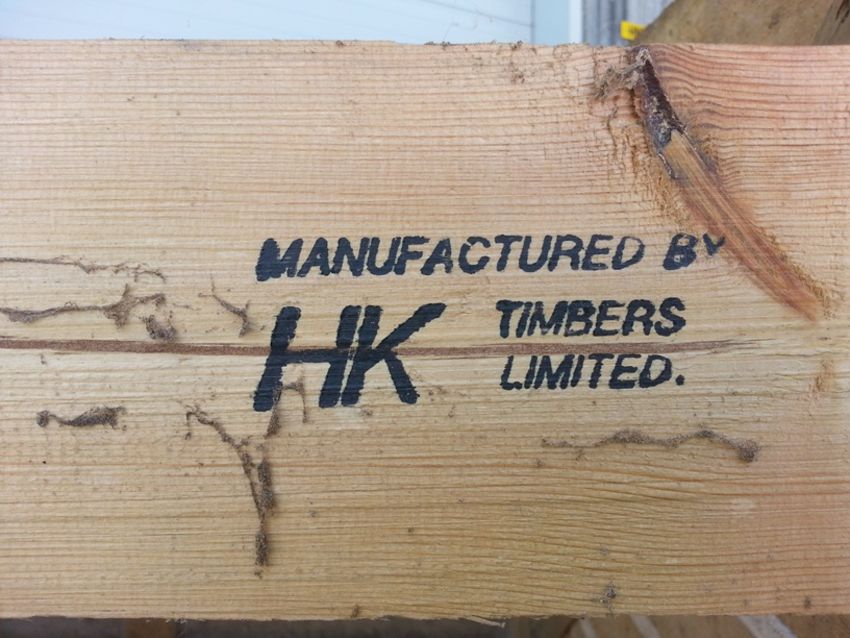 MANUFACTURED BY
HK TIMBERS
LIMITED.